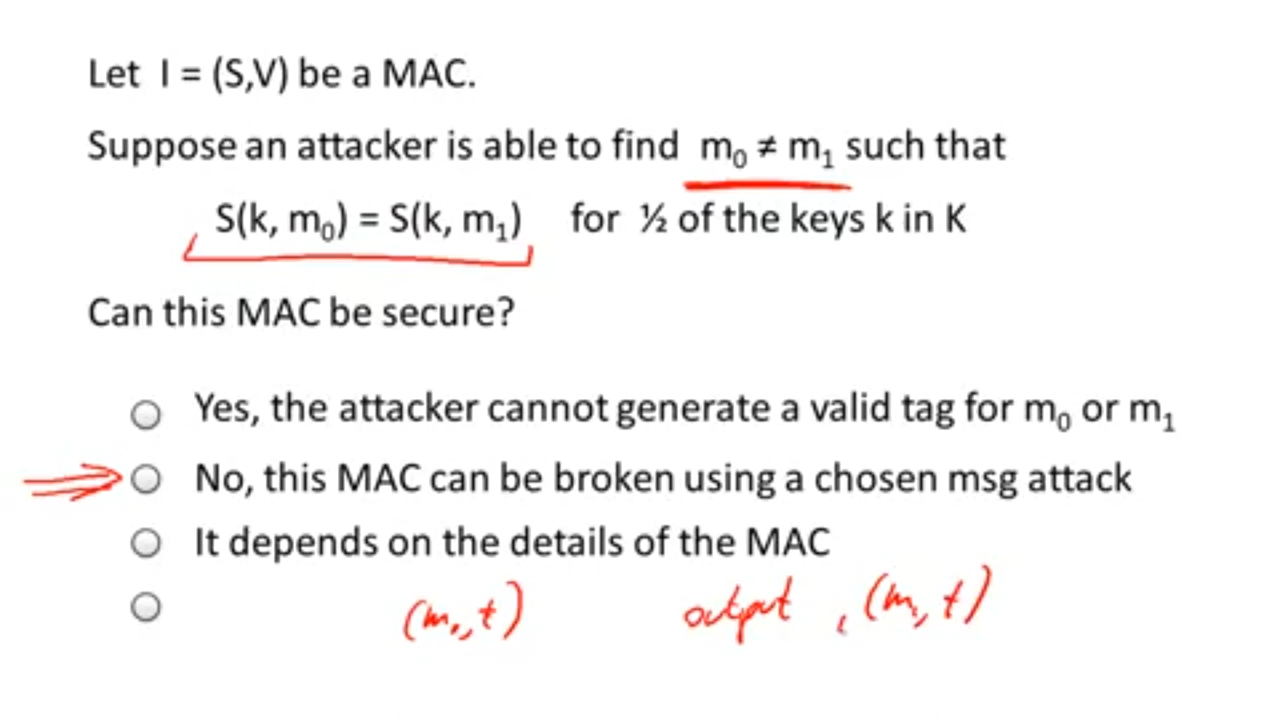 Let I = (S,V) be a MAC.
Suppose an attacker is able to find m₀ ≠ m₁ such that
S(k, m₀) = S(k, m₁) for ½ of the keys k in K
Can this MAC be secure?
Yes, the attacker cannot generate a valid tag for m₀ or m₁
No, this MAC can be broken using a chosen msg attack
It depends on the details of the MAC
(m₀, t) output (m₁, t)